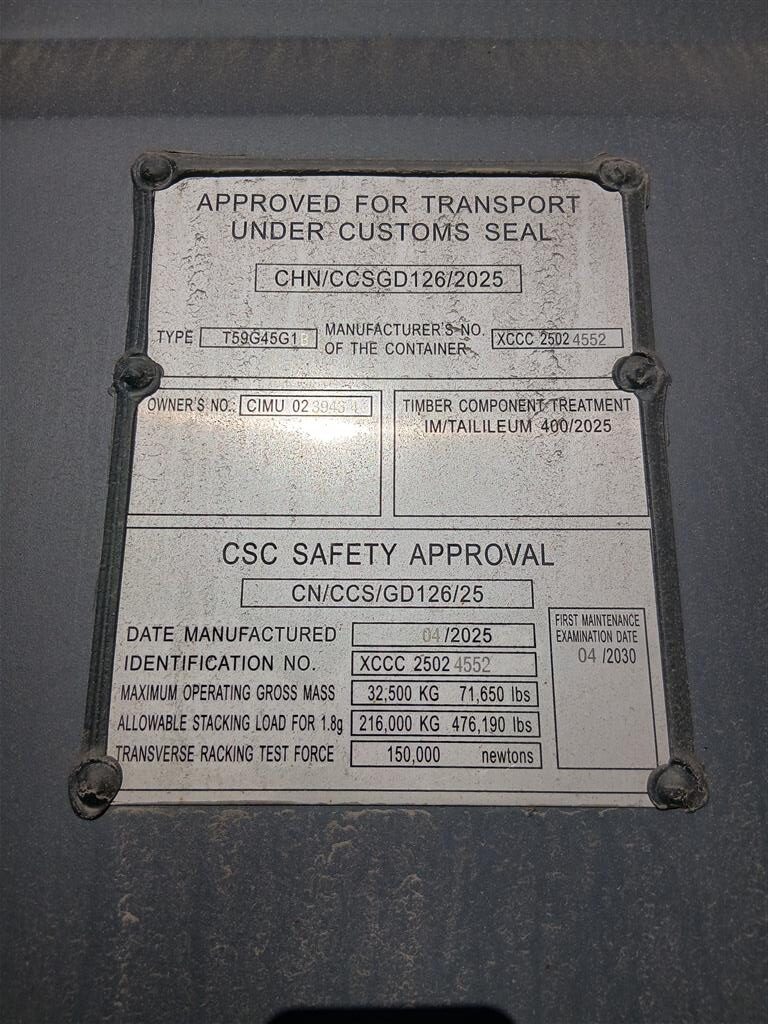 APPROVED FOR TRANSPORT
UNDER CUSTOMS SEAL
CHN/CCSGD126/2025
TYPE T59G45G1
MANUFACTURER'S NO.
OF THE CONTAINER
XCCC 2502 4552
OWNER'S NO.: CIMU 02
TIMBER COMPONENT TREATMENT
IM/TAILILEUM 400/2025
CSC SAFETY APPROVAL
CN/CCS/GD126/25
DATE MANUFACTURED 04 /2025
IDENTIFICATION NO. XCCC 2502 4552
MAXIMUM OPERATING GROSS MASS 32,500 KG 71,650 lbs
ALLOWABLE STACKING LOAD FOR 1.8g 216,000 KG 476,190 lbs
TRANSVERSE RACKING TEST FORCE 150,000 newtons
FIRST MAINTENANCE
EXAMINATION DATE
04 /2030